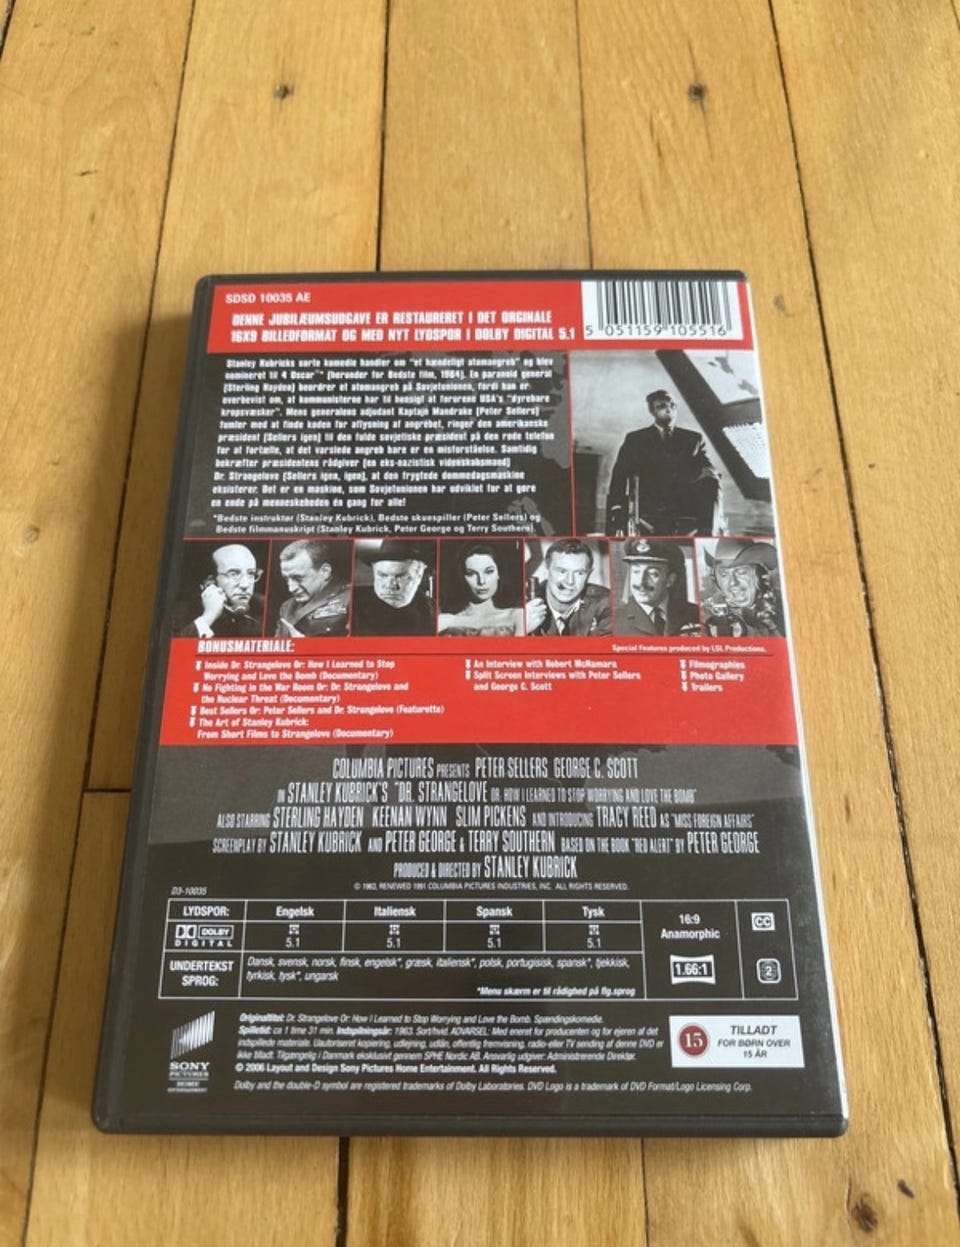 SDSD 10035 AE
DENNE JUBILÆUMSUDGAVE ER RESTAURERET I DET ORGINALE
16X9 BILLEDFORMAT OG MED NYT LYDSPOR I DOLBY DIGITAL 5.1
5 051159 105516
Stanley Kubricks sorte komedie handler om "et hændeligt atomangreb" og blev
nomineret til 4 Oscar™* (herunder for Bedste film, 1964). En paranoid general
(Sterling Hayden) beordrer et atomangreb på Sovjetunionen, fordi han er
overbevist om, at kommunisterne har til hensigt at forurene USA's "dyrebare
kropsvæsker". Mens generalens adjudant Kaptajn Mandrake (Peter Sellers)
fumler med at finde koden for aflysning af angrebet, ringer den amerikanske
præsident (Sellers igen) til den fulde sovjetiske præsident på den røde telefon
for at fortælle, at det varslede angreb bare er en misforståelse. Samtidig
bekræfter præsidentens rådgiver (en eks-nazistisk videnskabsmand)
Dr. Strangelove (Sellers igen, igen), at den frygtede dommedagsmaskine
eksisterer. Det er en maskine, som Sovjetunionen har udviklet for at gøre
en ende på menneskeheden én gang for alle!
*Bedste instruktør (Stanley Kubrick), Bedste skuespiller (Peter Sellers) og
Bedste filmmanuskript (Stanley Kubrick, Peter George og Terry Southern).
BONUSMATERIALE:
Special Features produced by LSL Productions.
Inside Dr. Strangelove Or: How I Learned to Stop
Worrying and Love the Bomb (Documentary)
No Fighting in the War Room Or: Dr. Strangelove and
the Nuclear Threat (Documentary)
Best Sellers Or: Peter Sellers and Dr. Strangelove (Featurette)
The Art of Stanley Kubrick:
From Short Films to Strangelove (Documentary)
An Interview with Robert McNamara
Split Screen Interviews with Peter Sellers
and George C. Scott
Filmographies
Photo Gallery
Trailers
COLUMBIA PICTURES PRESENTS PETER SELLERS GEORGE C. SCOTT
IN STANLEY KUBRICK'S "DR. STRANGELOVE OR: HOW I LEARNED TO STOP WORRYING AND LOVE THE BOMB"
ALSO STARRING STERLING HAYDEN KEENAN WYNN SLIM PICKENS AND INTRODUCING TRACY REED AS "MISS FOREIGN AFFAIRS"
SCREENPLAY BY STANLEY KUBRICK AND PETER GEORGE & TERRY SOUTHERN BASED ON THE BOOK "RED ALERT" BY PETER GEORGE
PRODUCED & DIRECTED BY STANLEY KUBRICK
© 1963, RENEWED 1991 COLUMBIA PICTURES INDUSTRIES, INC. ALL RIGHTS RESERVED.
D3-10035
LYDSPOR: Engelsk Italiensk Spansk Tysk
DOLBY
DIGITAL
5.1 5.1 5.1 5.1
16:9
Anamorphic
CC
UNDERTEKST
SPROG:
Dansk, svensk, norsk, finsk, engelsk*, græsk, italiensk*, polsk, portugisisk, spansk*, tjekkisk,
tyrkisk, tysk*, ungarsk
*Menu skærm er til rådighed på flg.sprog
1.66:1
2
SONY
PICTURES
HOME
ENTERTAINMENT
Originaltitel: Dr. Strangelove Or: How I Learned to Stop Worrying and Love the Bomb. Spændingskomedie.
Spilletid: ca 1 time 31 min. Indspilningsår: 1963. Sort/hvid. ADVARSEL: Med eneret for producenten og for ejeren af det
indspillede materiale. Uautoriseret kopiering, udlejning, udlån, offentlig fremvisning, radio-eller TV sending af denne DVD er
ikke tilladt. Tilgængelig i Danmark eksklusivt gennem SPHE Nordic AB. Ansvarlig udgiver: Administrerende Direktør.
© 2006 Layout and Design Sony Pictures Home Entertainment. All Rights Reserved.
Dolby and the double-D symbol are registered trademarks of Dolby Laboratories. DVD Logo is a trademark of DVD Format/Logo Licensing Corp.
15
TILLADT
FOR BØRN OVER
15 ÅR